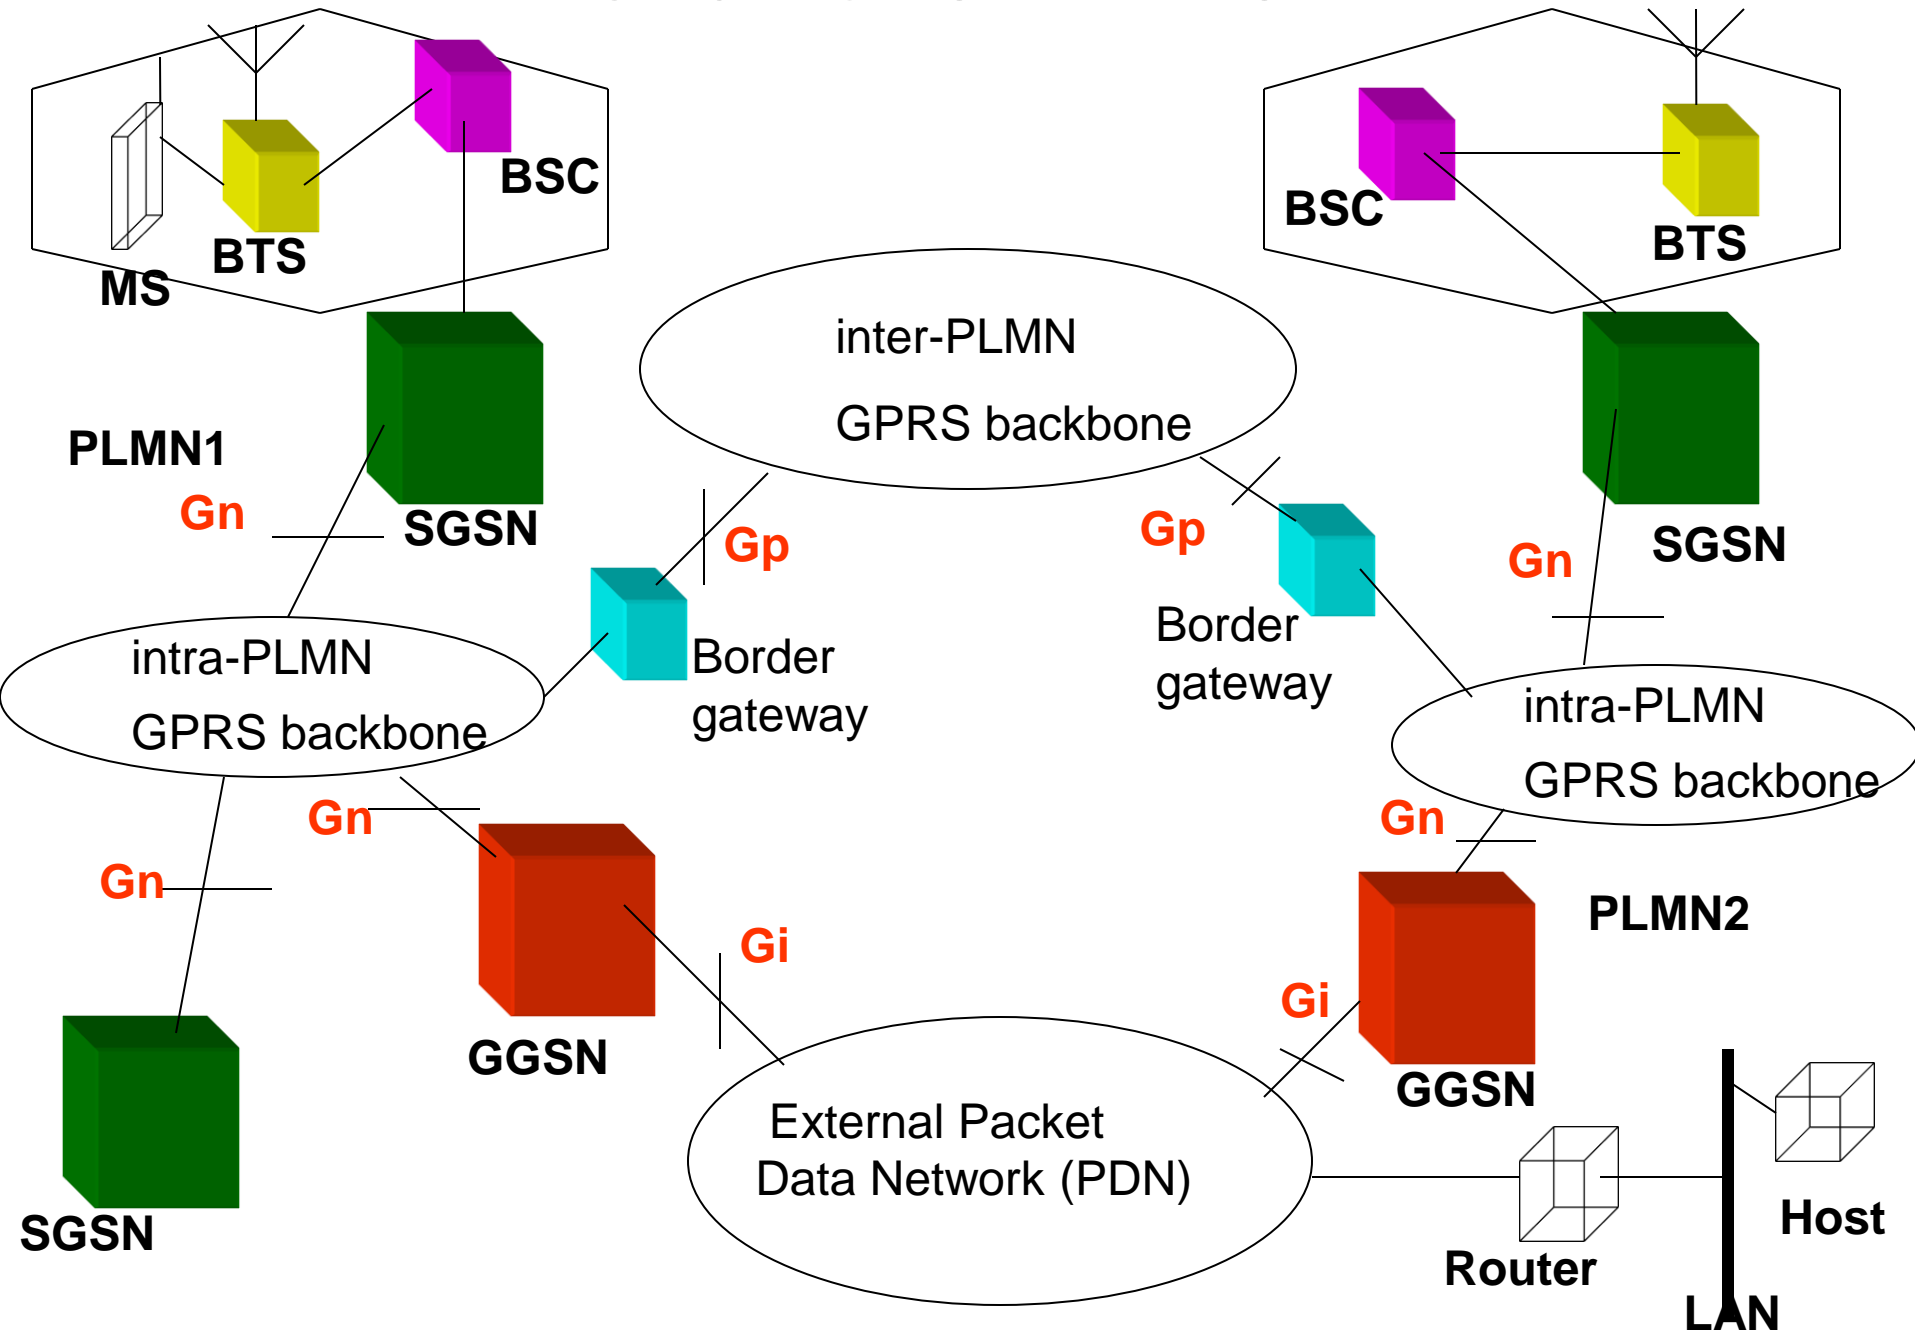 BSC
BTS
MS
BSC
BTS
inter-PLMN
GPRS backbone
PLMN1
Gn
SGSN
Gp
Gp
Gn
SGSN
Border
gateway
Border
gateway
intra-PLMN
GPRS backbone
intra-PLMN
GPRS backbone
Gn
Gn
Gn
PLMN2
Gi
Gi
GGSN
GGSN
External Packet
Data Network (PDN)
SGSN
Host
Router
LAN